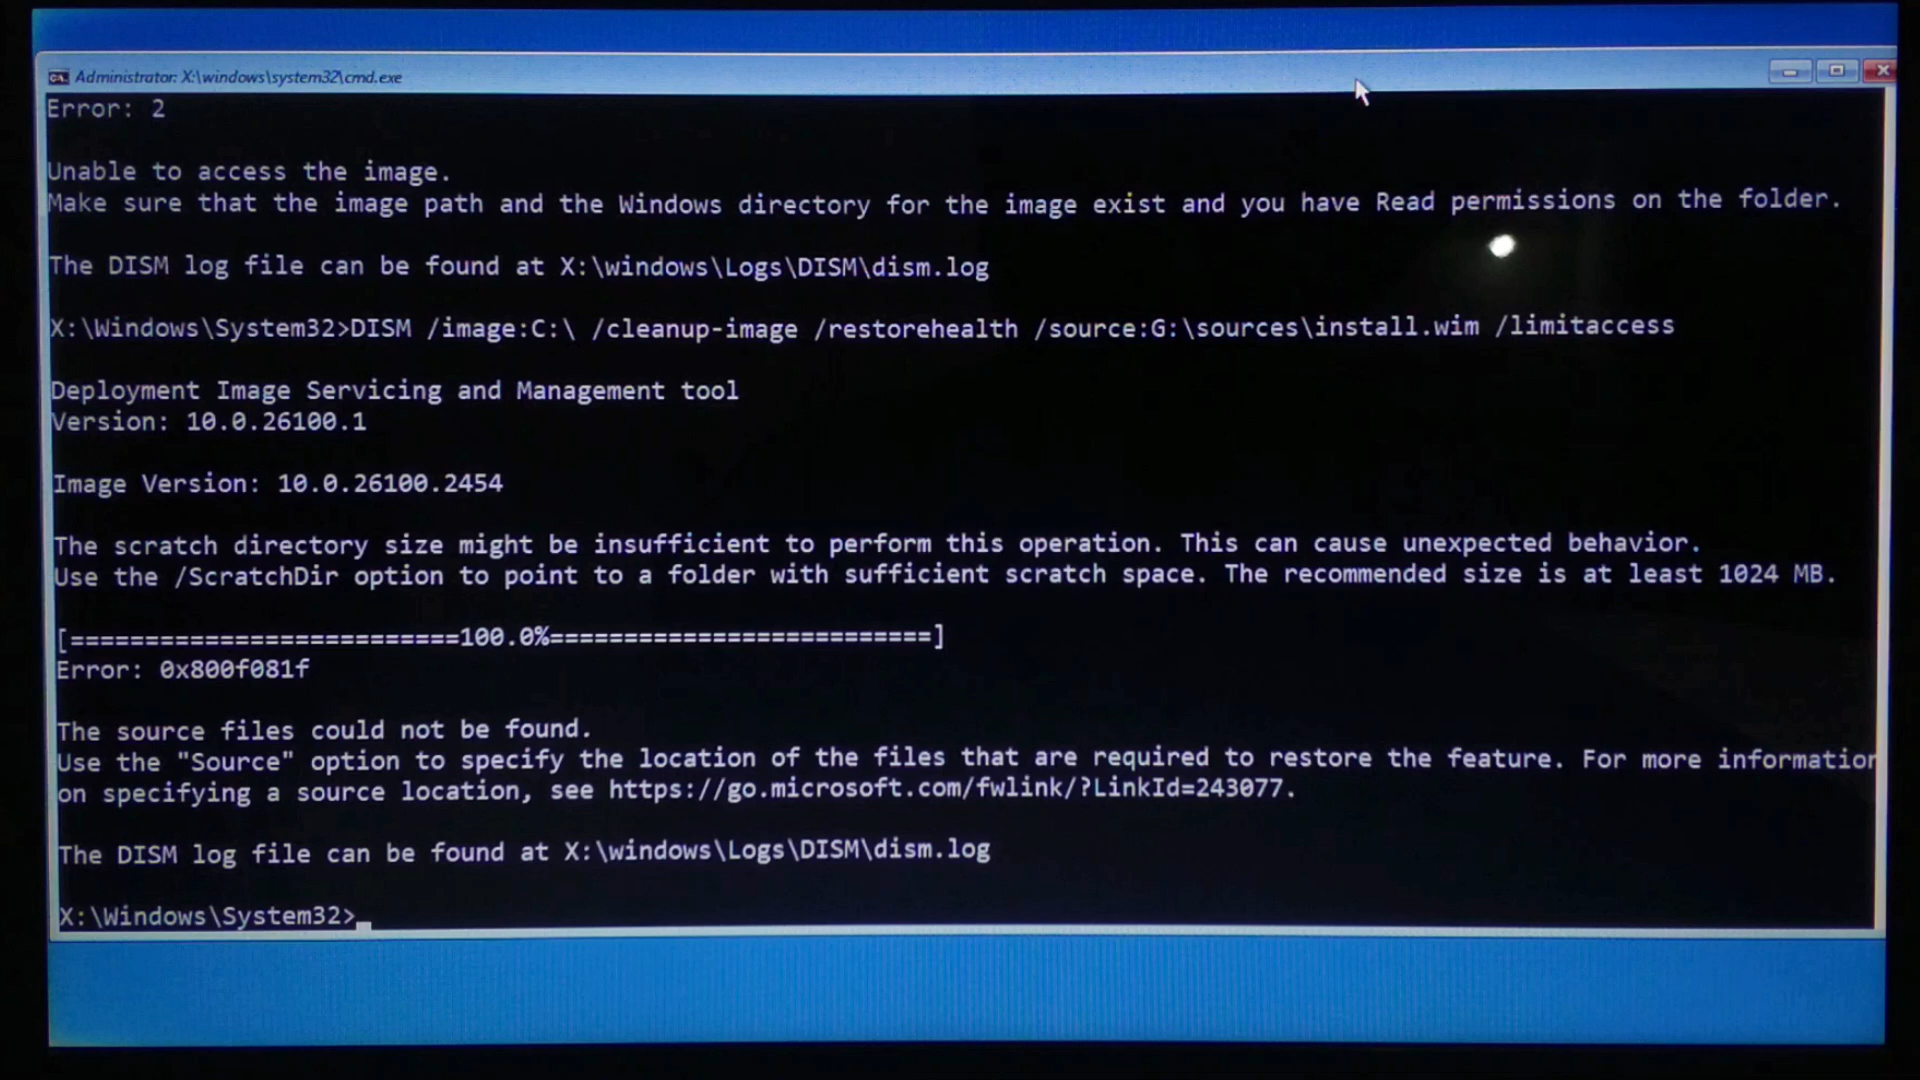 Administrator: X:\windows\system32\cmd.exe
Error: 2
Unable to access the image.
Make sure that the image path and the Windows directory for the image exist and you have Read permissions on the folder.
The DISM log file can be found at X:\windows\Logs\DISM\dism.log
X:\Windows\System32>DISM /image:C:\ /cleanup-image /restorehealth /source:G:\sources\install.wim /limitaccess
Deployment Image Servicing and Management tool
Version: 10.0.26100.1
Image Version: 10.0.26100.2454
The scratch directory size might be insufficient to perform this operation. This can cause unexpected behavior.
Use the /ScratchDir option to point to a folder with sufficient scratch space. The recommended size is at least 1024 MB.
[==========================100.0%==========================]
Error: 0x800f081f
The source files could not be found.
Use the "Source" option to specify the location of the files that are required to restore the feature. For more information
on specifying a source location, see https://go.microsoft.com/fwlink/?LinkId=243077.
The DISM log file can be found at X:\windows\Logs\DISM\dism.log
X:\Windows\System32>